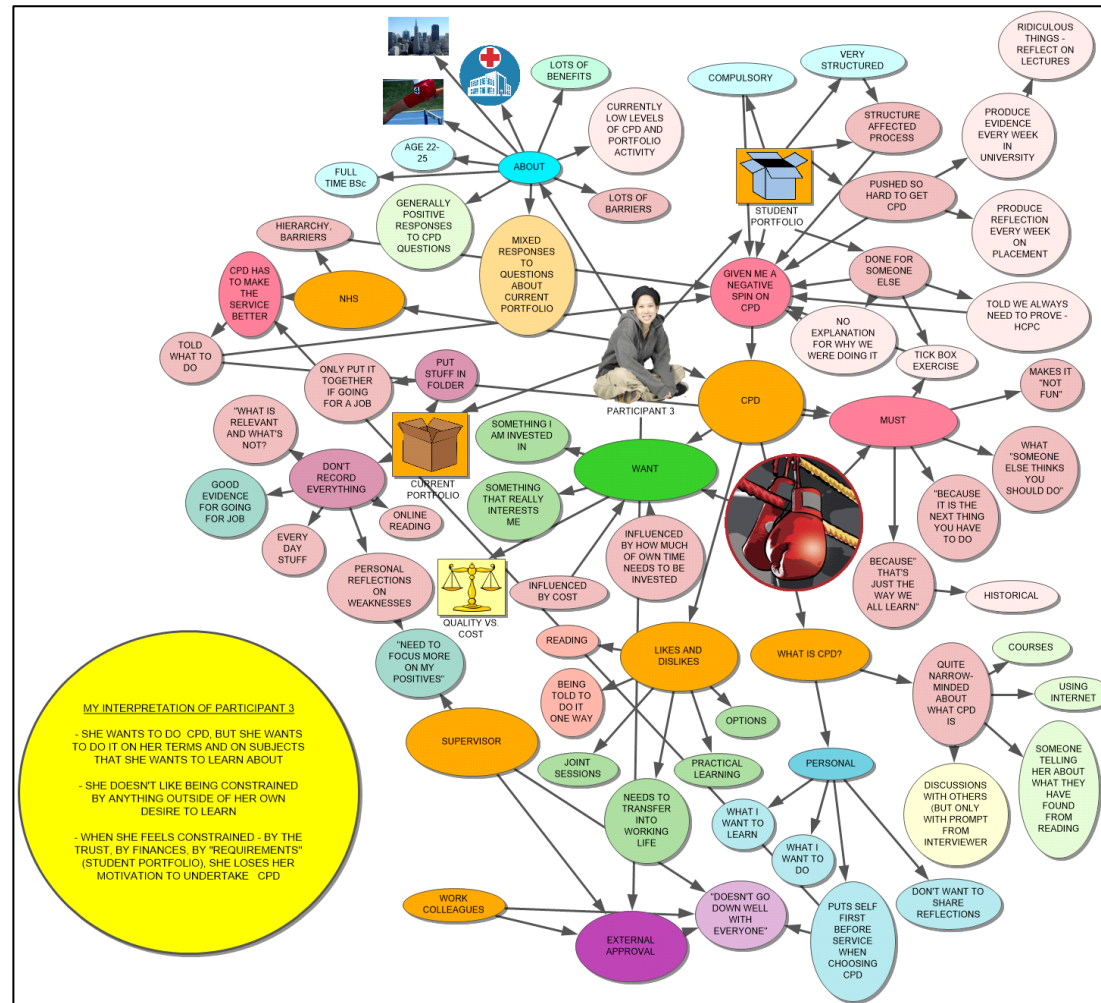 RIDICULOUS
THINGS -
REFLECT ON
LECTURES
VERY
STRUCTURED
COMPULSORY
LOTS OF
BENEFITS
CURRENTLY
LOW LEVELS
OF CPD AND
PORTFOLIO
ACTIVITY
STRUCTURE
AFFECTED
PROCESS
PRODUCE
EVIDENCE
EVERY WEEK
IN
UNIVERSITY
AGE 22-
25
ABOUT
FULL
TIME BSc
LOTS OF
BARRIERS
STUDENT
PORTFOLIO
PUSHED SO
HARD TO GET
CPD
PRODUCE
REFLECTION
EVERY WEEK
ON
PLACEMENT
GENERALLY
POSITIVE
RESPONSES
TO CPD
QUESTIONS
HIERARCHY,
BARRIERS
MIXED
RESPONSES
TO
QUESTIONS
ABOUT
CURRENT
PORTFOLIO
DONE FOR
SOMEONE
ELSE
CPD HAS
TO MAKE
THE
SERVICE
BETTER
NHS
GIVEN ME A
NEGATIVE
SPIN ON
CPD
TOLD WE ALWAYS
NEED TO PROVE -
HCPC
NO
EXPLANATION
FOR WHY WE
WERE DOING IT
TICK BOX
EXERCISE
TOLD
WHAT TO
DO
ONLY PUT IT
TOGETHER
IF GOING
FOR A JOB
PUT
STUFF IN
FOLDER
PARTICIPANT 3
CPD
MAKES IT
"NOT
FUN"
MUST
"WHAT IS
RELEVANT
AND WHAT'S
NOT?
SOMETHING I
AM INVESTED
IN
WANT
WHAT
"SOMEONE
ELSE THINKS
YOU
SHOULD DO"
DON'T
RECORD
EVERYTHING
CURRENT
PORTFOLIO
GOOD
EVIDENCE
FOR GOING
FOR JOB
SOMETHING
THAT REALLY
INTERESTS
ME
"BECAUSE
IT IS THE
NEXT THING
YOU HAVE
TO DO
ONLINE
READING
EVERY
DAY
STUFF
INFLUENCED
BY HOW MUCH
OF OWN TIME
NEEDS TO BE
INVESTED
PERSONAL
REFLECTIONS
ON
WEAKNESSES
INFLUENCED
BY COST
BECAUSE"
THAT'S
JUST THE
WAY WE
ALL LEARN"
HISTORICAL
QUALITY VS.
COST
"NEED TO
FOCUS MORE
ON MY
POSITIVES"
READING
LIKES AND
DISLIKES
WHAT IS CPD?
QUITE
NARROW-
MINDED
ABOUT
WHAT CPD
IS
COURSES
USING
INTERNET
BEING
TOLD TO
DO IT
ONE WAY
OPTIONS
SUPERVISOR
JOINT
SESSIONS
PRACTICAL
LEARNING
PERSONAL
SOMEONE
TELLING
HER ABOUT
WHAT THEY
HAVE
FOUND
FROM
READING
NEEDS TO
TRANSFER
INTO
WORKING
LIFE
DISCUSSIONS
WITH OTHERS
(BUT ONLY
WITH PROMPT
FROM
INTERVIEWER
WHAT I
WANT TO
LEARN
WHAT I
WANT TO
DO
DON'T WANT TO
SHARE
REFLECTIONS
PUTS SELF
FIRST
BEFORE
SERVICE
WHEN
CHOOSING
CPD
WORK
COLLEAGUES
"DOESN'T GO
DOWN WELL
WITH
EVERYONE"
EXTERNAL
APPROVAL
MY INTERPRETATION OF PARTICIPANT 3
- SHE WANTS TO DO CPD, BUT SHE WANTS
TO DO IT ON HER TERMS AND ON SUBJECTS
THAT SHE WANTS TO LEARN ABOUT
- SHE DOESN'T LIKE BEING CONSTRAINED
BY ANYTHING OUTSIDE OF HER OWN
DESIRE TO LEARN
- WHEN SHE FEELS CONSTRAINED - BY THE
TRUST, BY FINANCES, BY "REQUIREMENTS"
(STUDENT PORTFOLIO), SHE LOSES HER
MOTIVATION TO UNDERTAKE CPD